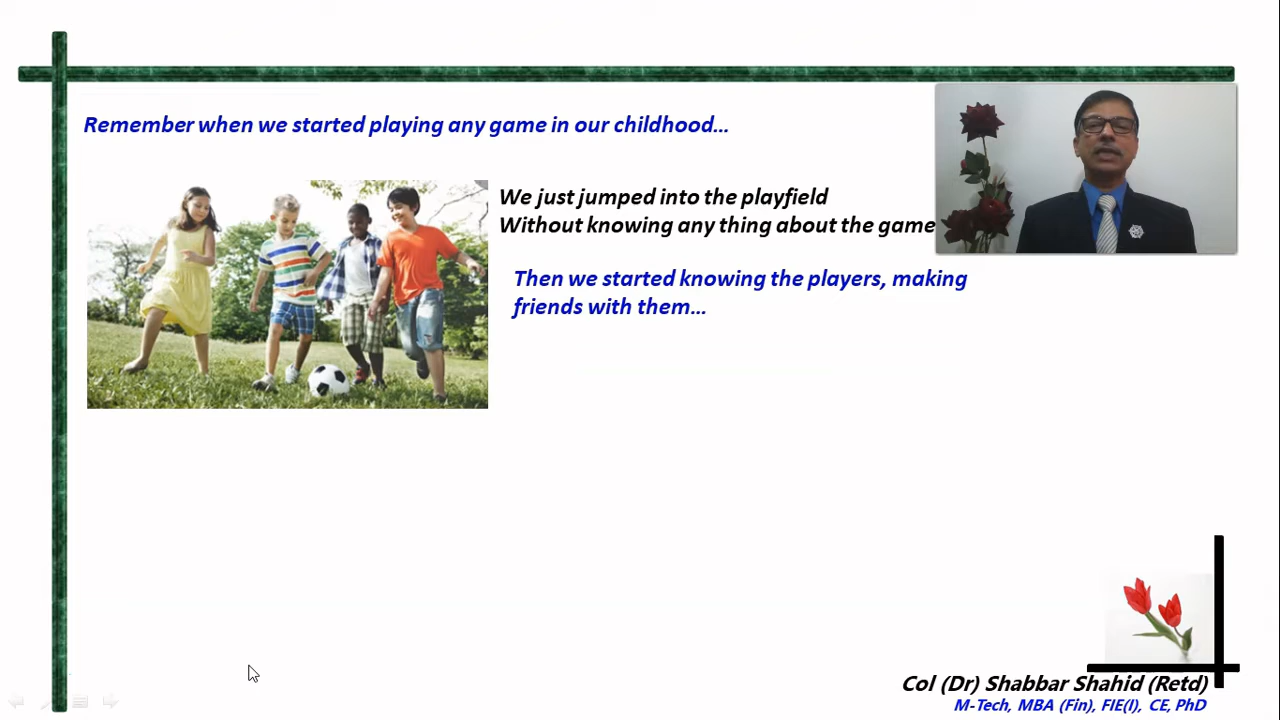 Remember when we started playing any game in our childhood...
We just jumped into the playfield
Without knowing any thing about the game
Then we started knowing the players, making
friends with them...
Col (Dr) Shabbar Shahid (Retd)
M-Tech, MBA (Fin), FIE(I), CE, PhD